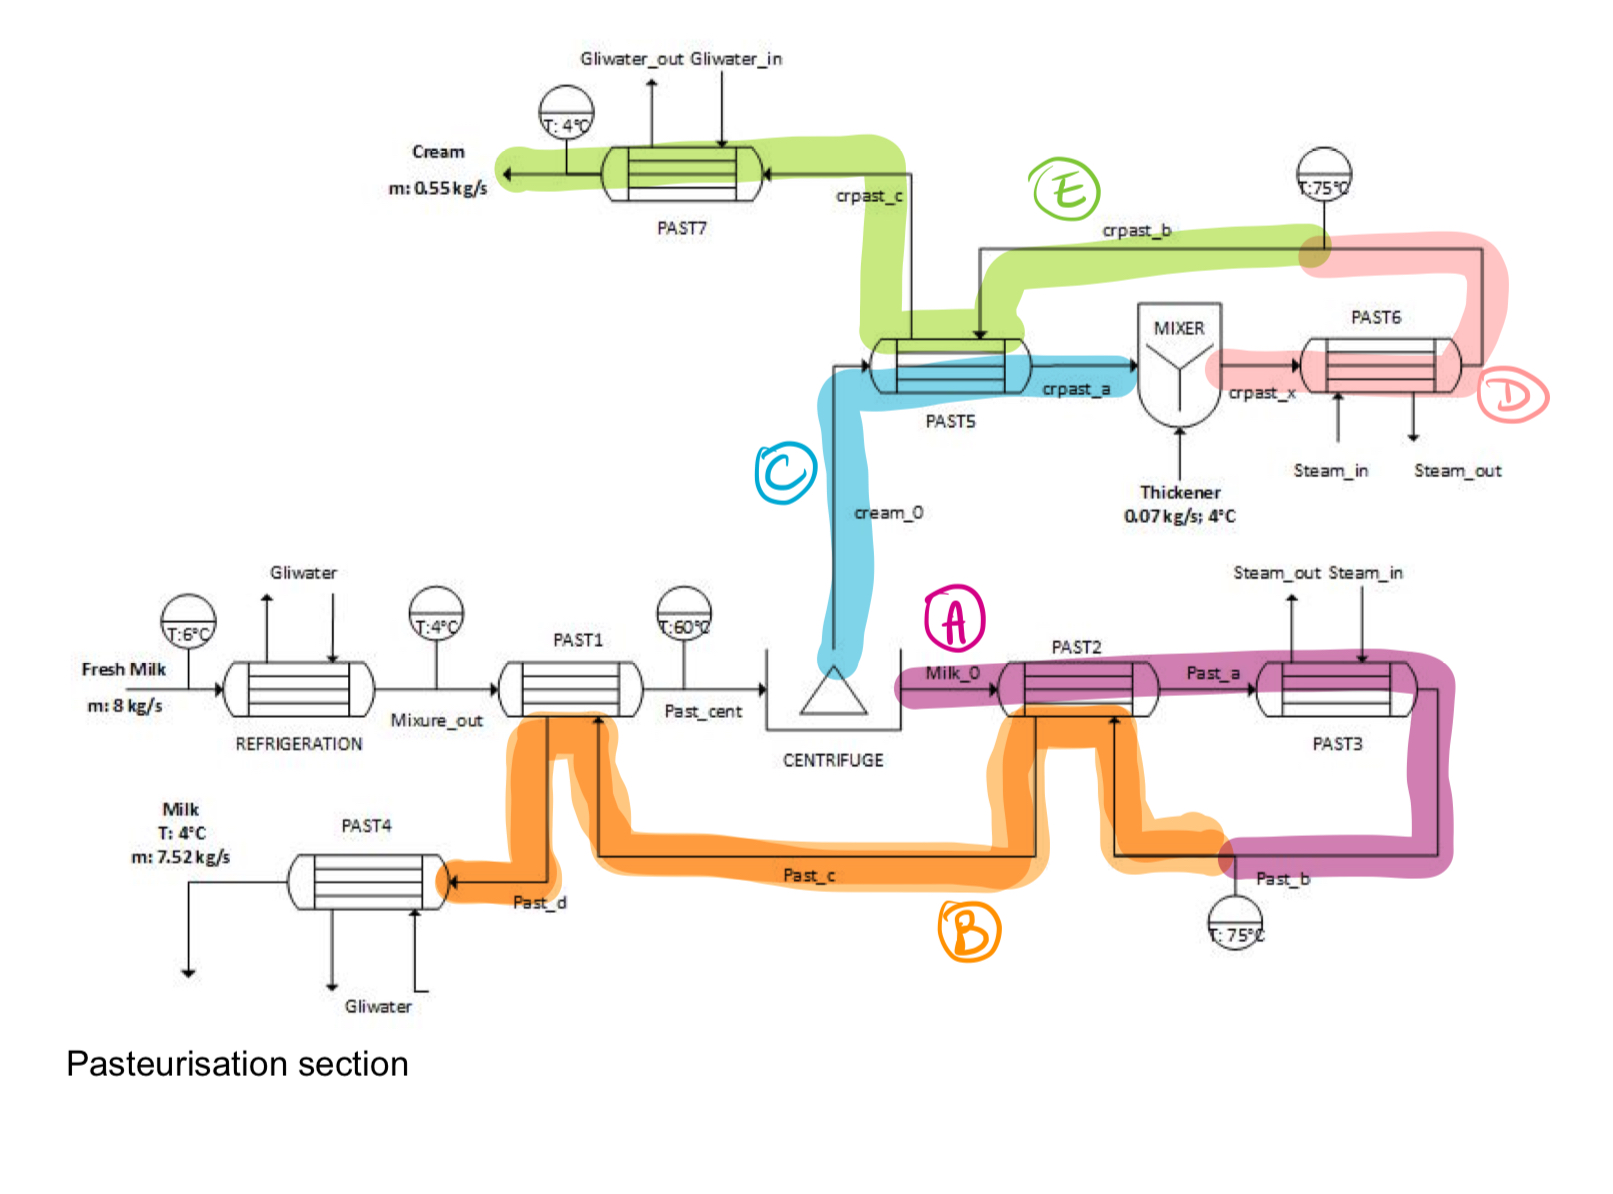 Gliwater_out Gliwater_in
T: 4°C
Cream
m: 0.55 kg/s
PAST7
crpast_c
E
T:75°C
crpast_b
MIXER
PAST6
crpast_a
crpast_x
D
PAST5
C
Steam_in
Steam_out
Thickener
0.07 kg/s; 4°C
cream_0
Gliwater
Steam_out Steam_in
T:6°C
T:4°C
T:60°C
A
PAST1
PAST2
Fresh Milk
m: 8 kg/s
Milk_0
Past_a
Mixure_out
Past_cent
REFRIGERATION
CENTRIFUGE
PAST3
Milk
T: 4°C
m: 7.52 kg/s
PAST4
Past_c
Past_b
Past_d
B
T: 75°C
Gliwater
Pasteurisation section